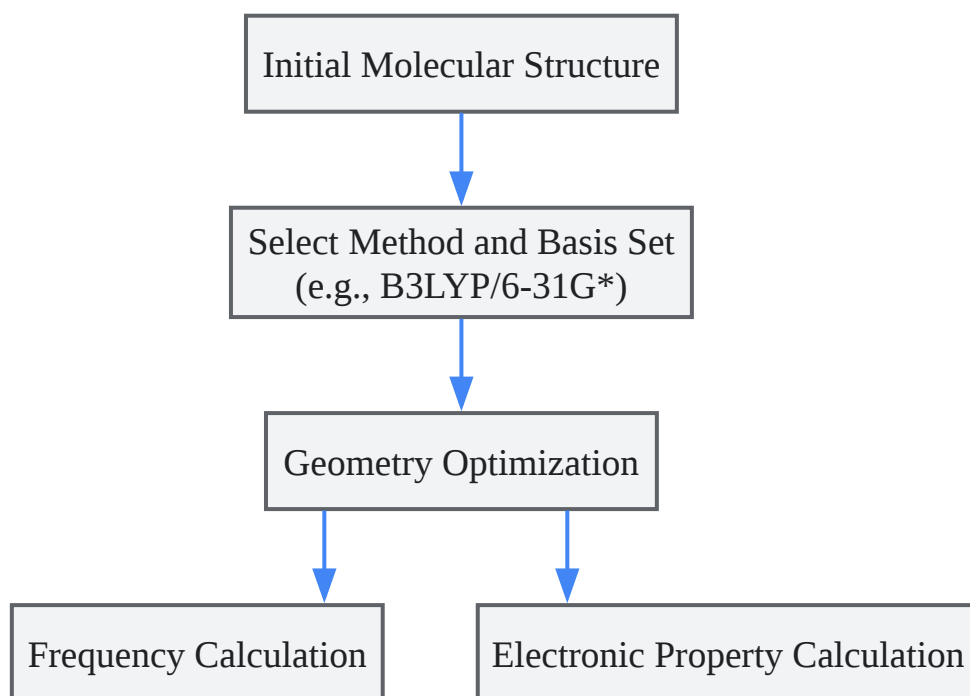 Initial Molecular Structure
Select Method and Basis Set
(e.g., B3LYP/6-31G*)
Geometry Optimization
Frequency Calculation
Electronic Property Calculation